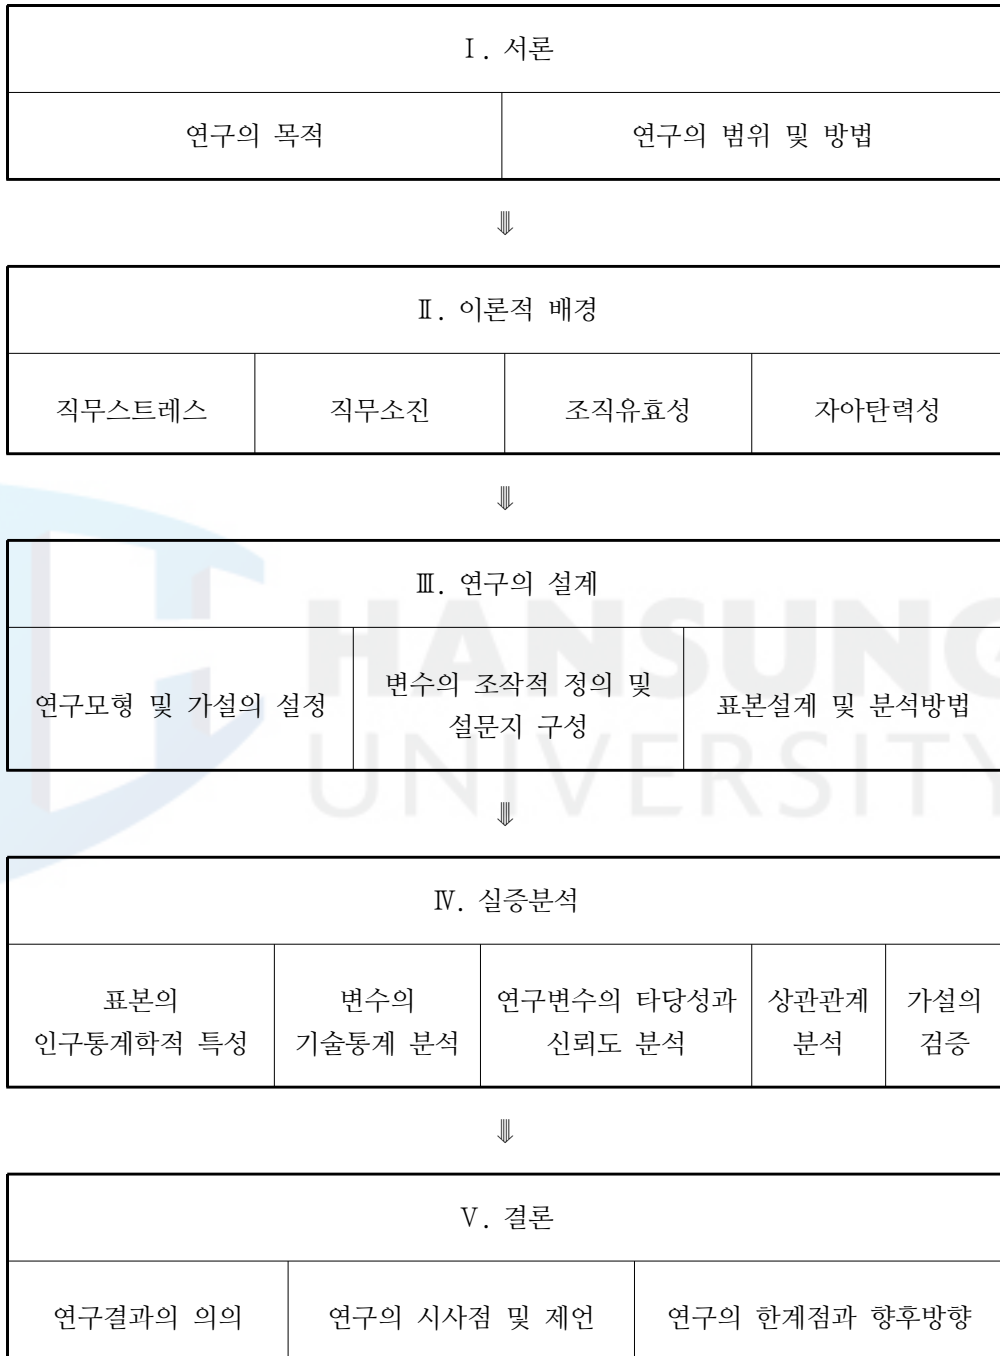 Ⅰ. 서론
연구의 목적
연구의 범위 및 방법
⇓
Ⅱ. 이론적 배경
직무스트레스
직무소진
조직유효성
자아탄력성
⇓
Ⅲ. 연구의 설계
연구모형 및 가설의 설정
변수의 조작적 정의 및
설문지 구성
표본설계 및 분석방법
⇓
Ⅳ. 실증분석
표본의
인구통계학적 특성
변수의
기술통계 분석
연구변수의 타당성과
신뢰도 분석
상관관계
분석
가설의
검증
⇓
Ⅴ. 결론
연구결과의 의의
연구의 시사점 및 제언
연구의 한계점과 향후방향
HANSUNG
UNIVERSITY